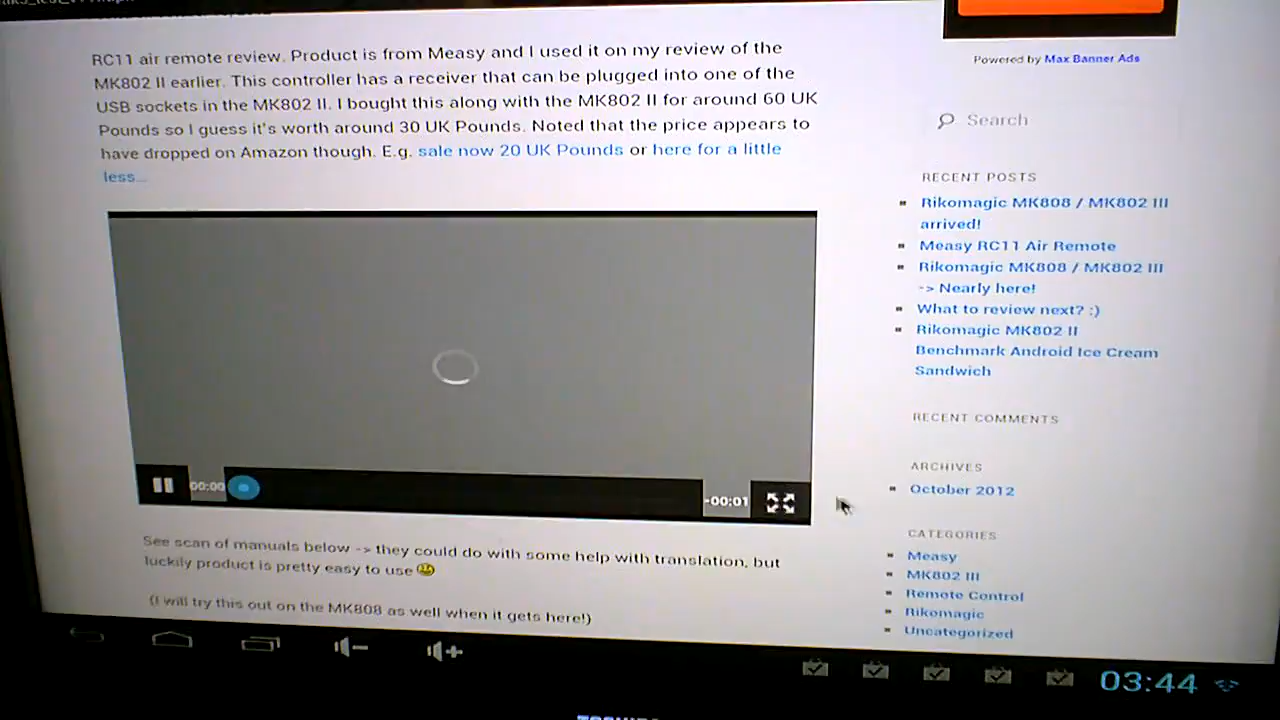 RC11 air remote review. Product is from Measy and I used it on my review of the
MK802 II earlier. This controller has a receiver that can be plugged into one of the
USB sockets in the MK802 II. I bought this along with the MK802 II for around 60 UK
Pounds so I guess it's worth around 30 UK Pounds. Noted that the price appears to
have dropped on Amazon though. E.g. sale now 20 UK Pounds or here for a little
less...
00:00
-00:01
See scan of manuals below -> they could do with some help with translation, but
luckily product is pretty easy to use
(I will try this out on the MK808 as well when it gets here!)
Powered by Max Banner Ads
Search
RECENT POSTS
Rikomagic MK808 / MK802 III
arrived!
Measy RC11 Air Remote
Rikomagic MK808 / MK802 III
-> Nearly here!
What to review next? :)
Rikomagic MK802 II
Benchmark Android Ice Cream
Sandwich
RECENT COMMENTS
ARCHIVES
October 2012
CATEGORIES
Measy
MK802 III
Remote Control
Rikomagic
Uncategorized
03:44
TOSHIBA